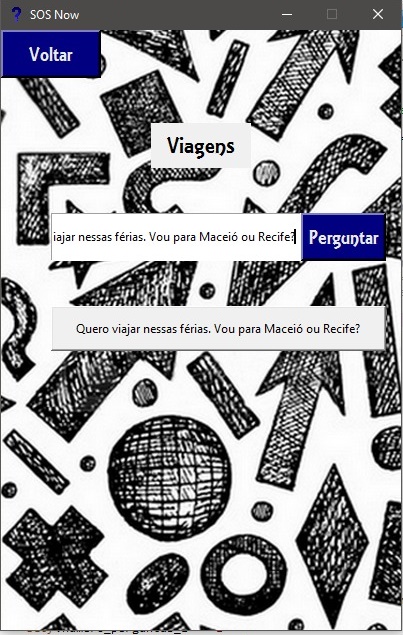 SOS Now
Voltar
Viagens
iajar nessas férias. Vou para Maceió ou Recife?
Perguntar
Quero viajar nessas férias. Vou para Maceió ou Recife?